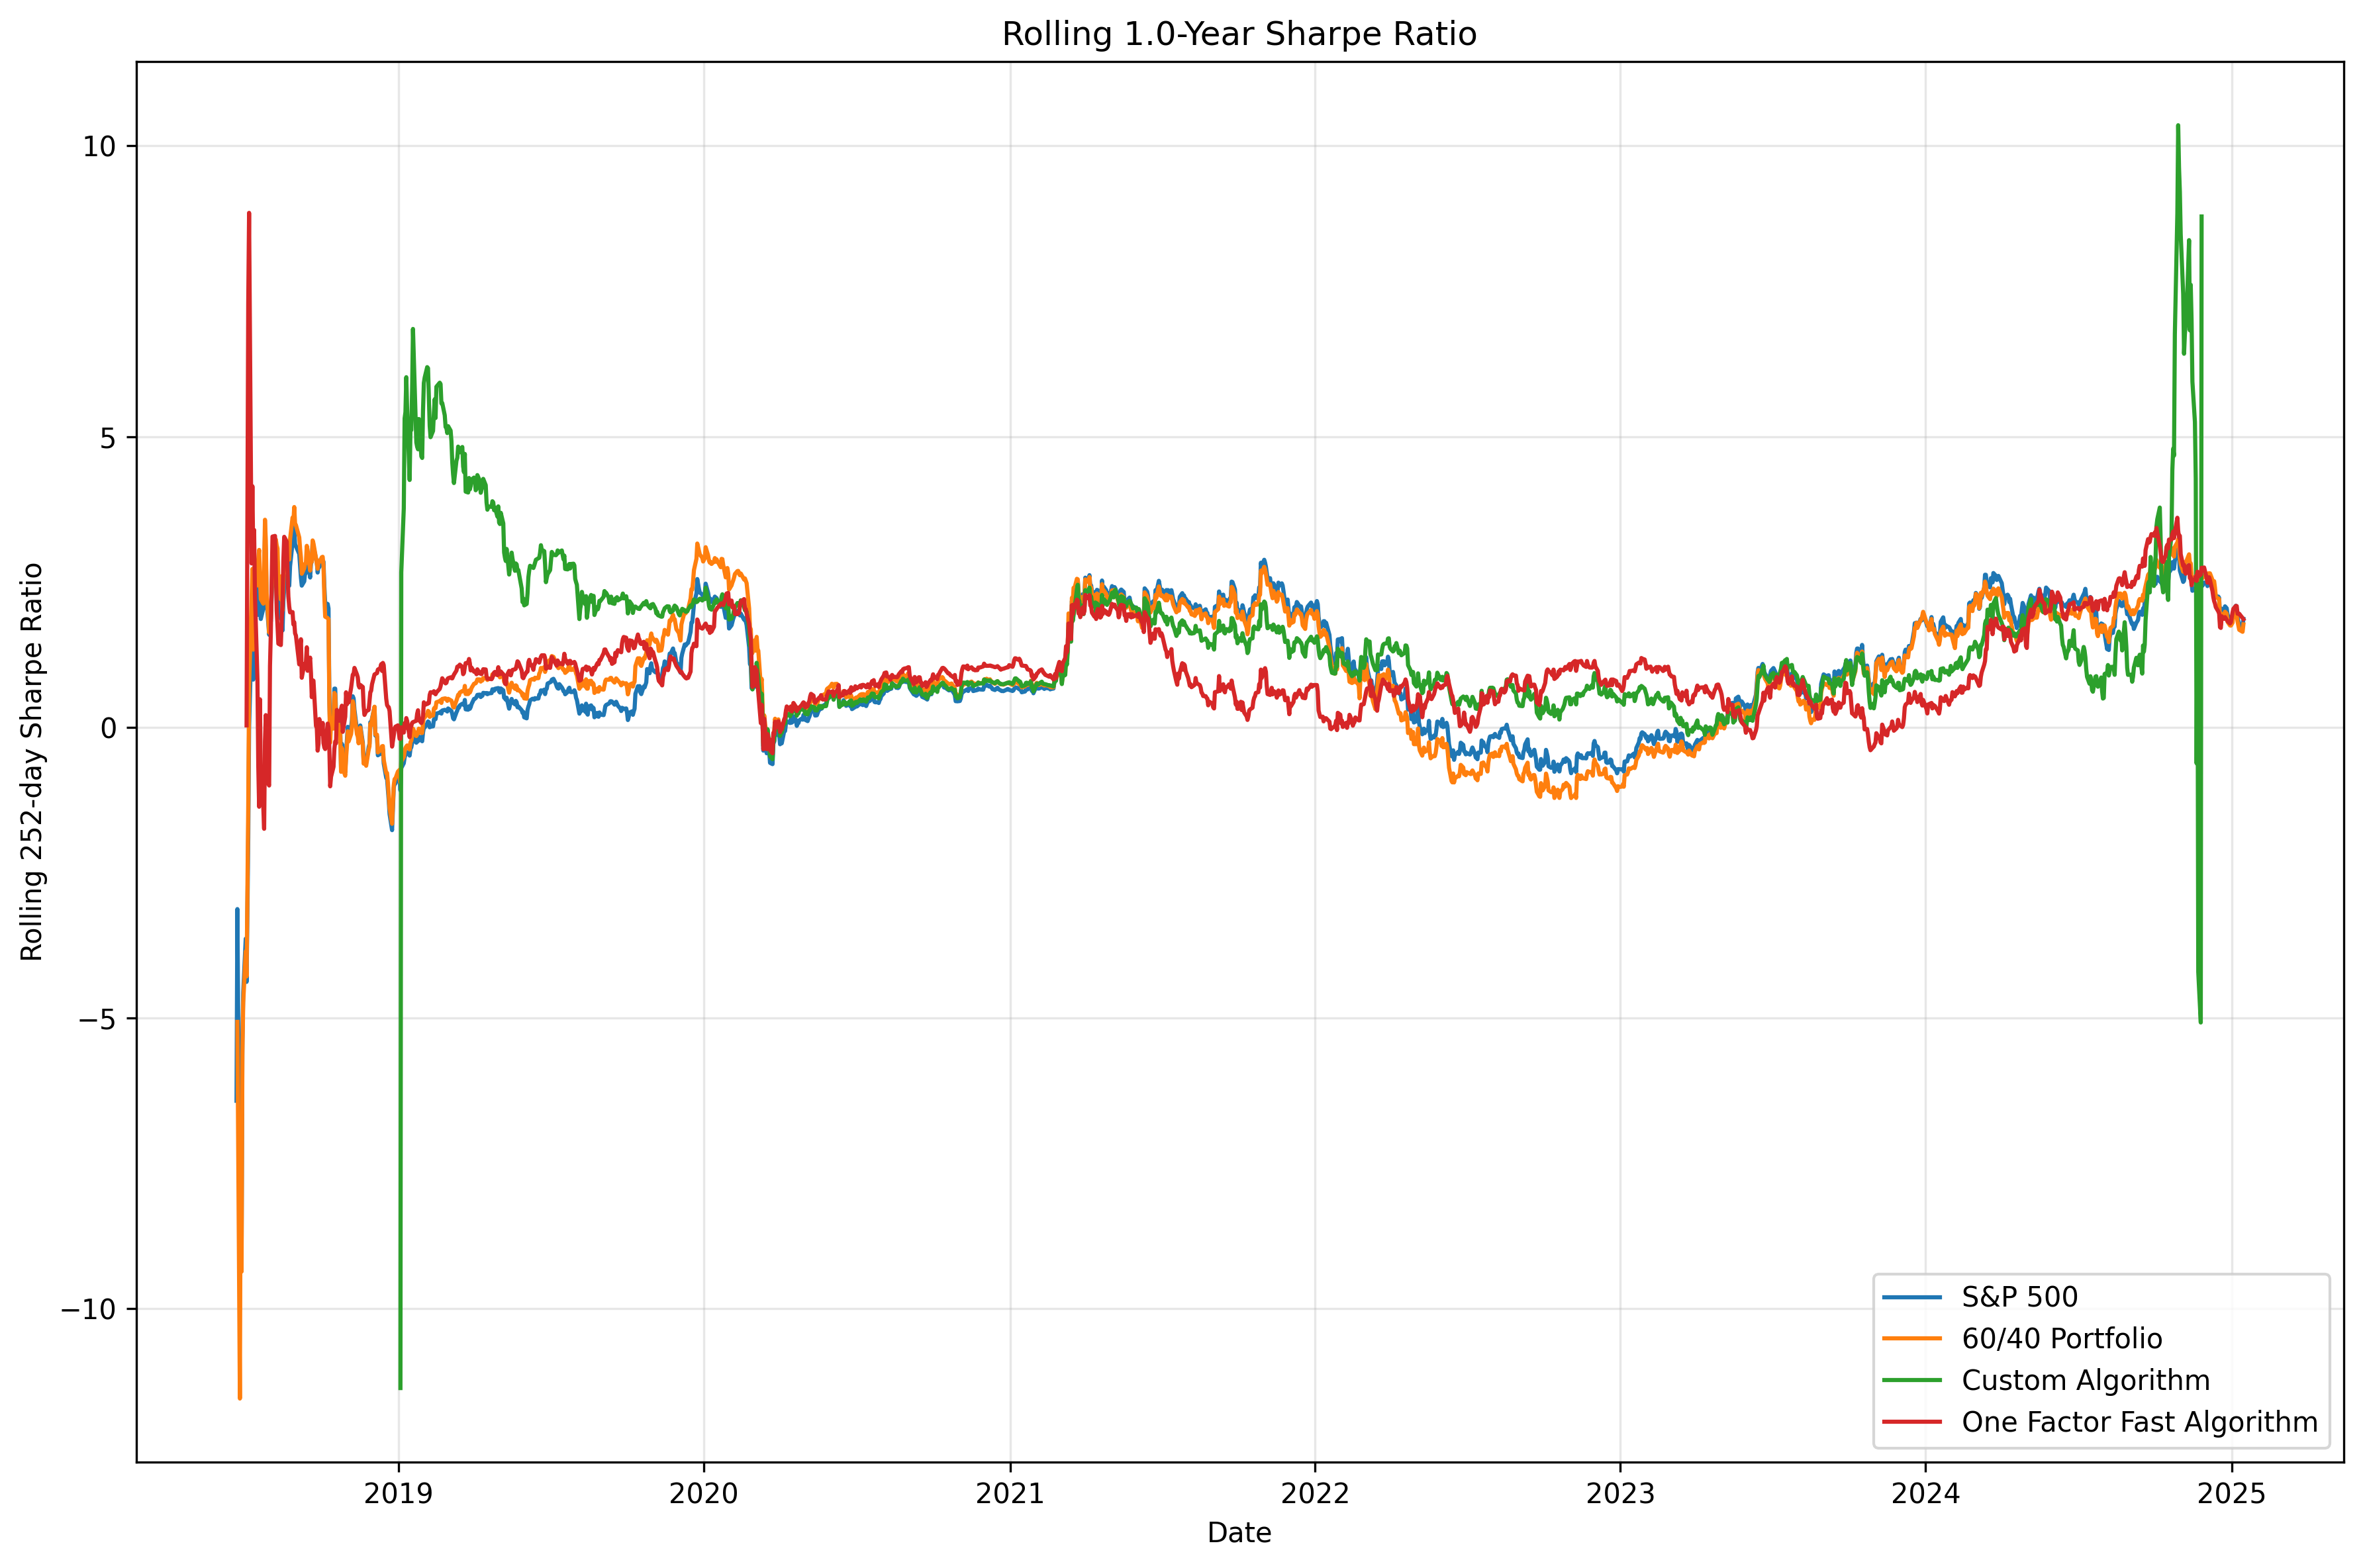 Rolling 1.0-Year Sharpe Ratio
Rolling 252-day Sharpe Ratio
10
5
0
−5
−10
2019 2020 2021 2022 2023 2024 2025
Date
S&P 500
60/40 Portfolio
Custom Algorithm
One Factor Fast Algorithm